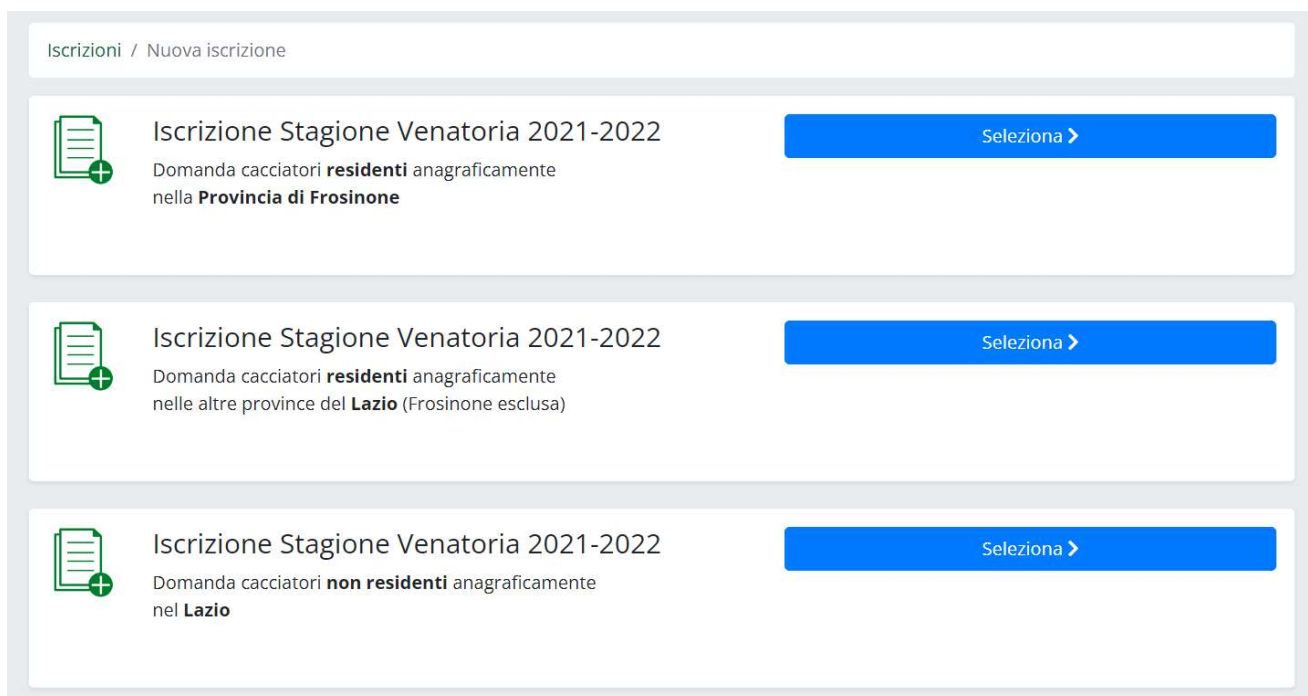 Iscrizioni / Nuova iscrizione
Iscrizione Stagione Venatoria 2021-2022
Seleziona
Domanda cacciatori residenti anagraficamente
nella Provincia di Frosinone
Iscrizione Stagione Venatoria 2021-2022
Seleziona
Domanda cacciatori residenti anagraficamente
nelle altre province del Lazio (Frosinone esclusa)
Iscrizione Stagione Venatoria 2021-2022
Seleziona
Domanda cacciatori non residenti anagraficamente
nel Lazio